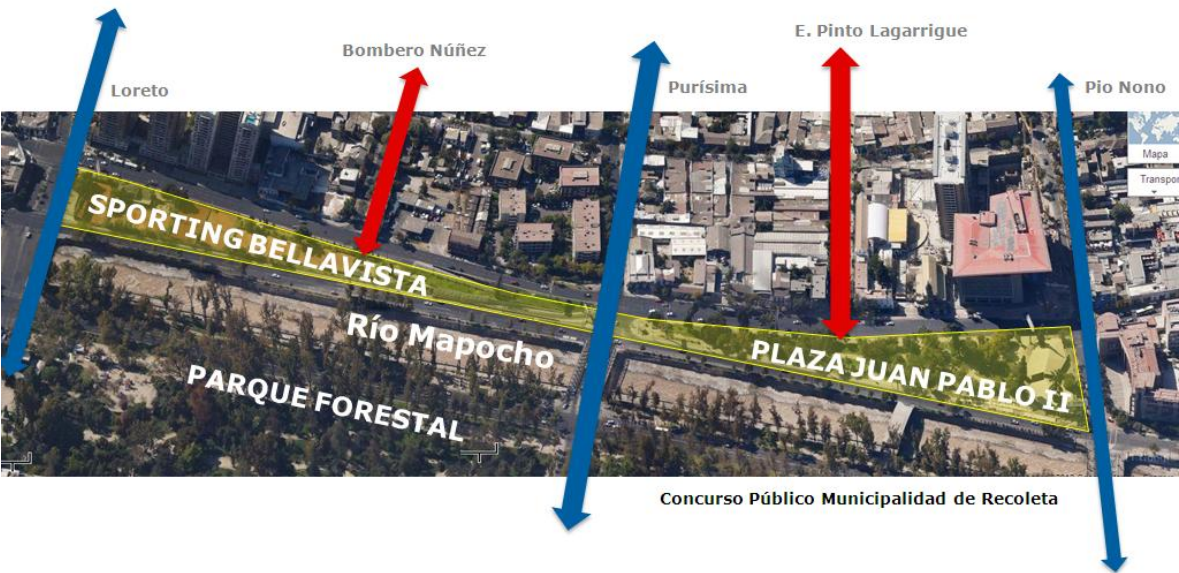 E. Pinto Lagarrigue
Bombero Núñez
Loreto
Purísima
Pio Nono
Mapa
Transpor
SPORTING BELLAVISTA
Río Mapocho
PLAZA JUAN PABLO II
PARQUE FORESTAL
Concurso Público Municipalidad de Recoleta